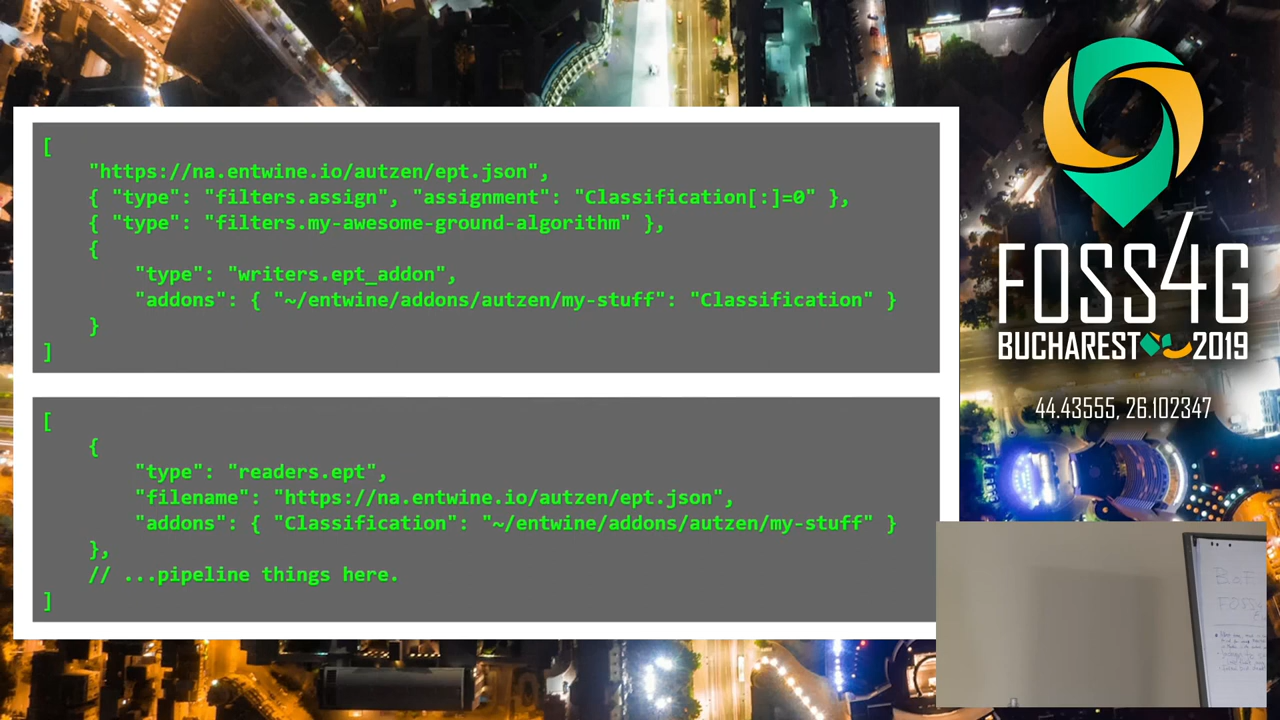 [
"https://na.entwine.io/autzen/ept.json",
{ "type": "filters.assign", "assignment": "Classification[:]=0" },
{ "type": "filters.my-awesome-ground-algorithm" },
{
"type": "writers.ept_addon",
"addons": { "~/entwine/addons/autzen/my-stuff": "Classification" }
}
]
[
{
"type": "readers.ept",
"filename": "https://na.entwine.io/autzen/ept.json",
"addons": { "Classification": "~/entwine/addons/autzen/my-stuff" }
},
// ...pipeline things here.
]
FOSS4G
BUCHAREST 2019
44.43555, 26.102347
BoF